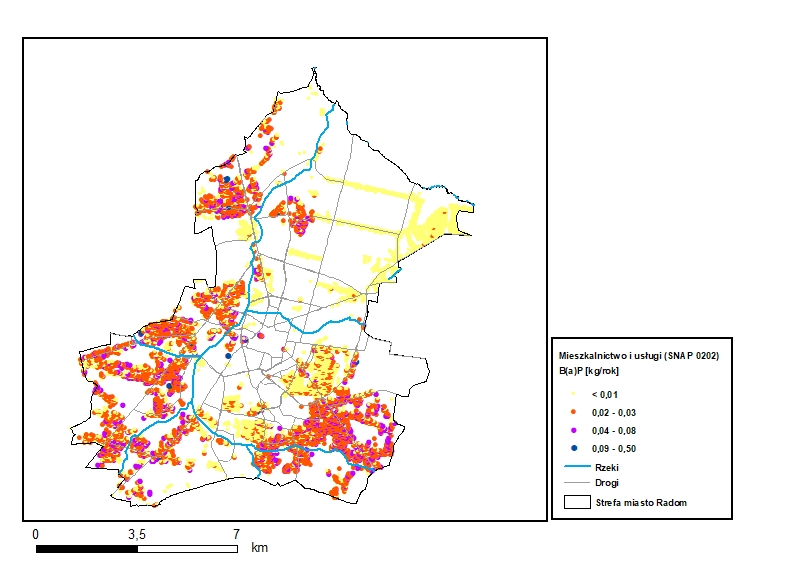 Mieszkalnictwo i usługi (SNAP 0202)
B(a)P [kg/rok]
< 0,01
0,02 - 0,03
0,04 - 0,08
0,09 - 0,50
Rzeki
Drogi
Strefa miasto Radom
0 3,5 7
km